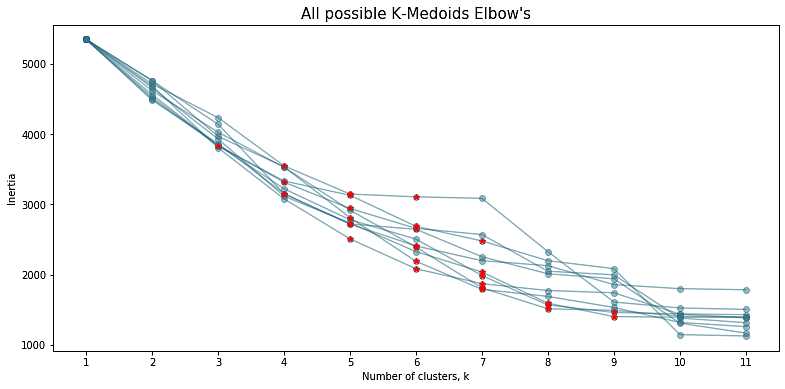 All possible K-Medoids Elbow's
5000
4000
3000
2000
1000
Inertia
1 2 3 4 5 6 7 8 9 10 11
Number of clusters, k